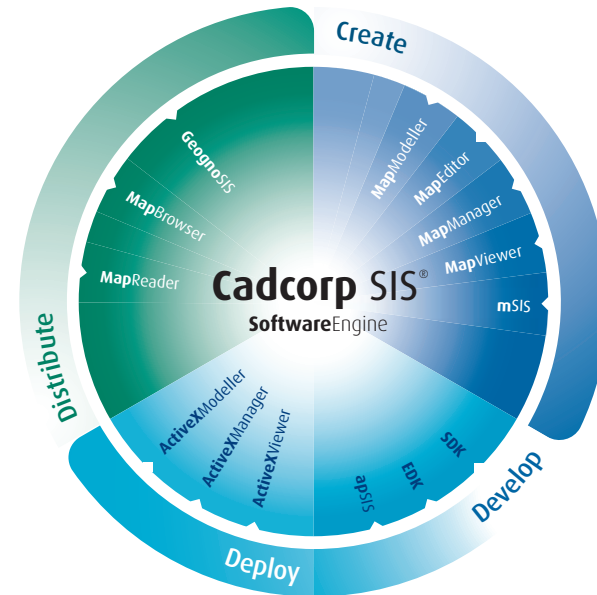 Create
MapModeller
MapEditor
MapManager
MapViewer
mSIS
Develop
SDK
EDK
apSIS
Deploy
ActiveXViewer
ActiveXManager
ActiveXModeller
Distribute
MapReader
MapBrowser
GeognoSIS
Cadcorp SIS®
SoftwareEngine